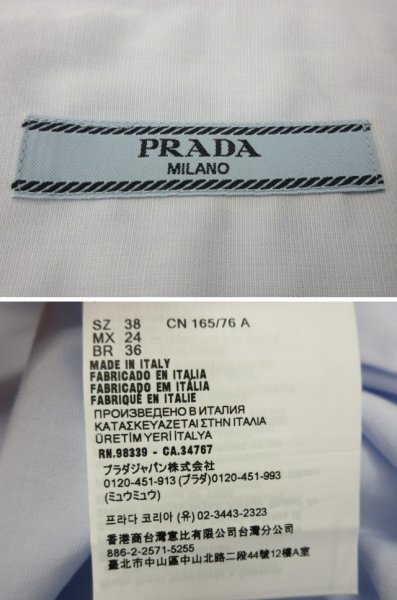 PRADA
MILANO
SZ 38 CN 165/76 A
MX 24
BR 36
MADE IN ITALY
FABRICADO EN ITALIA
FABRICADO EM ITÁLIA
FABRIQUÉ EN ITALIE
ПРОИЗВЕДЕНО В ИТАЛИЯ
ΚΑΤΑΣΚΕΥΑΖΕΤΑΙ ΣΤΗΝ ΙΤΑΛΙΑ
ÜRETİM YERİ İTALYA
RN.98339 - CA.34767
プラダジャパン株式会社
0120-451-913 (プラダ) 0120-451-993
(ミュウミュウ)
프라다 코리아 (유) 02-3443-2323
香港商台灣憲非有限公司台灣分公司
886-2-2571-5255
臺北市中山區中山北路二段44號12樓A